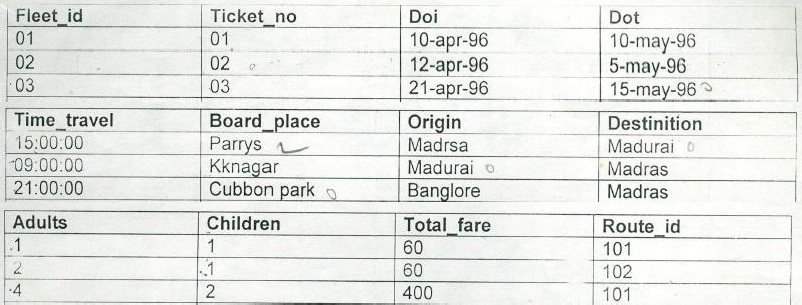 Fleet_id Ticket_no Doi Dot
01 01 10-apr-96 10-may-96
02 02 12-apr-96 5-may-96
03 03 21-apr-96 15-may-96
Time_travel Board_place Origin Destinition
15:00:00 Parrys Madrsa Madurai
09:00:00 Kknagar Madurai Madras
21:00:00 Cubbon park Banglore Madras
Adults Children Total_fare Route_id
1 1 60 101
2 1 60 102
4 2 400 101